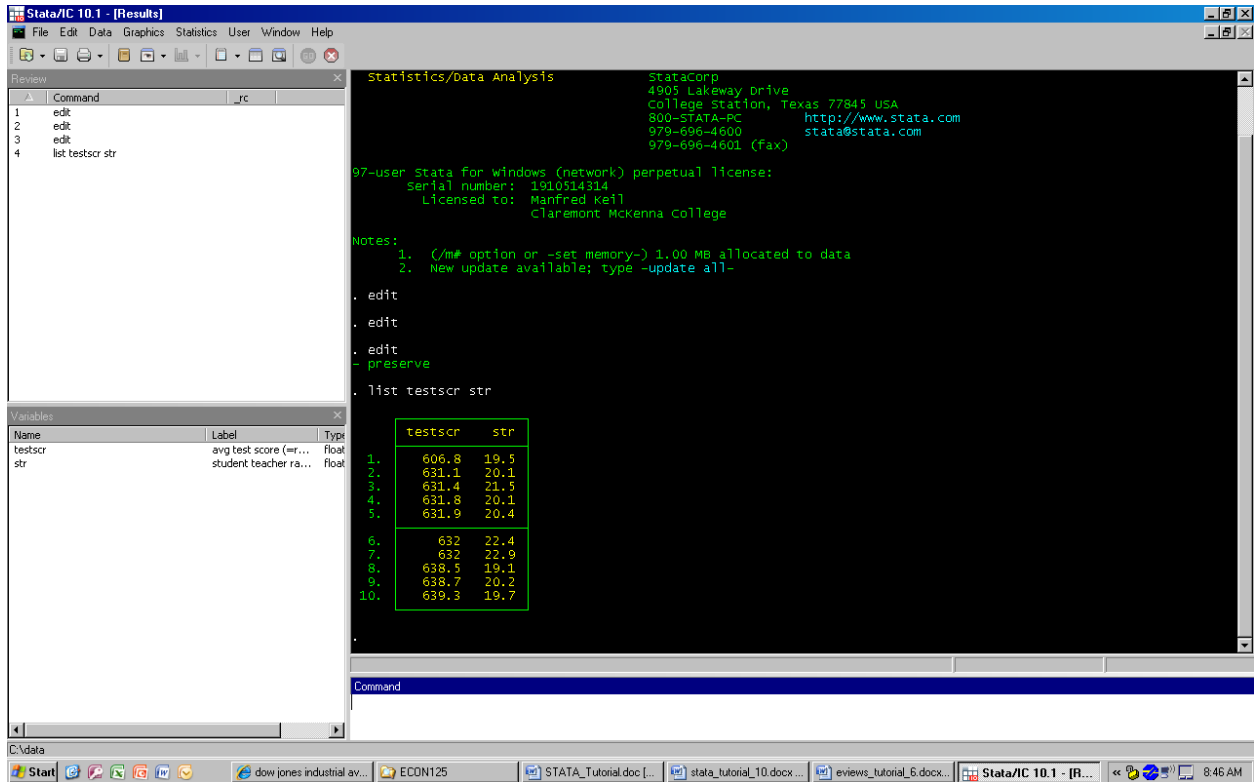 Stata/IC 10.1 - [Results]
File Edit Data Graphics Statistics User Window Help
Review
Command _rc
1 edit
2 edit
3 edit
4 list testscr str
Variables
Name Label Type
testscr avg test score (=r... float
str student teacher ra... float
Statistics/Data Analysis StataCorp
4905 Lakeway Drive
College Station, Texas 77845 USA
800-STATA-PC http://www.stata.com
979-696-4600 stata@stata.com
979-696-4601 (fax)
97-user Stata for Windows (network) perpetual license:
Serial number: 1910514314
Licensed to: Manfred Keil
Claremont McKenna College
Notes:
1. (/m# option or -set memory-) 1.00 MB allocated to data
2. New update available; type -update all-
. edit
. edit
. edit
- preserve
. list testscr str
testscr str
1. 606.8 19.5
2. 631.1 20.1
3. 631.4 21.5
4. 631.8 20.1
5. 631.9 20.4
6. 632 22.4
7. 632 22.9
8. 638.5 19.1
9. 638.7 20.2
10. 639.3 19.7
.
Command
C:\data
Start dow jones industrial av... ECON125 STATA_Tutorial.doc [... stata_tutorial_10.docx ... eviews_tutorial_6.docx... Stata/IC 10.1 - [R... « 9:46 AM